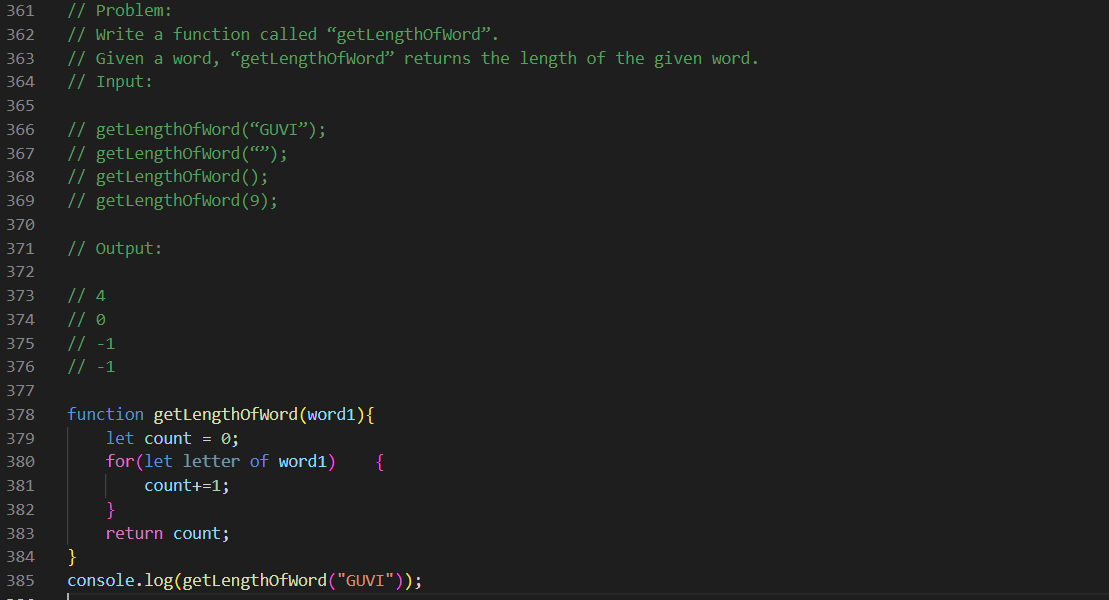 361 // Problem:
362 // Write a function called “getLengthOfWord”.
363 // Given a word, “getLengthOfWord” returns the length of the given word.
364 // Input:
365
366 // getLengthOfWord(“GUVI”);
367 // getLengthOfWord(“”);
368 // getLengthOfWord();
369 // getLengthOfWord(9);
370
371 // Output:
372
373 // 4
374 // 0
375 // -1
376 // -1
377
378 function getLengthOfWord(word1){
379     let count = 0;
380     for(let letter of word1)    {
381         count+=1;
382     }
383     return count;
384 }
385 console.log(getLengthOfWord("GUVI"));